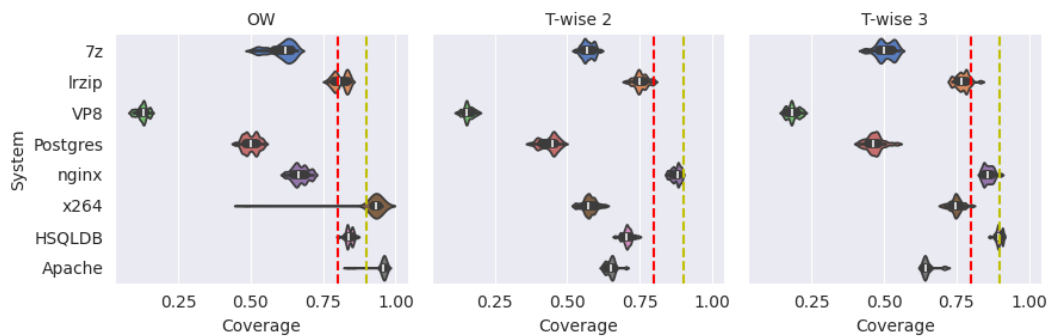 OW
T-wise 2
T-wise 3
System
7z
lrzip
VP8
Postgres
nginx
x264
HSQLDB
Apache
0.25 0.50 0.75 1.00
0.25 0.50 0.75 1.00
0.25 0.50 0.75 1.00
Coverage
Coverage
Coverage